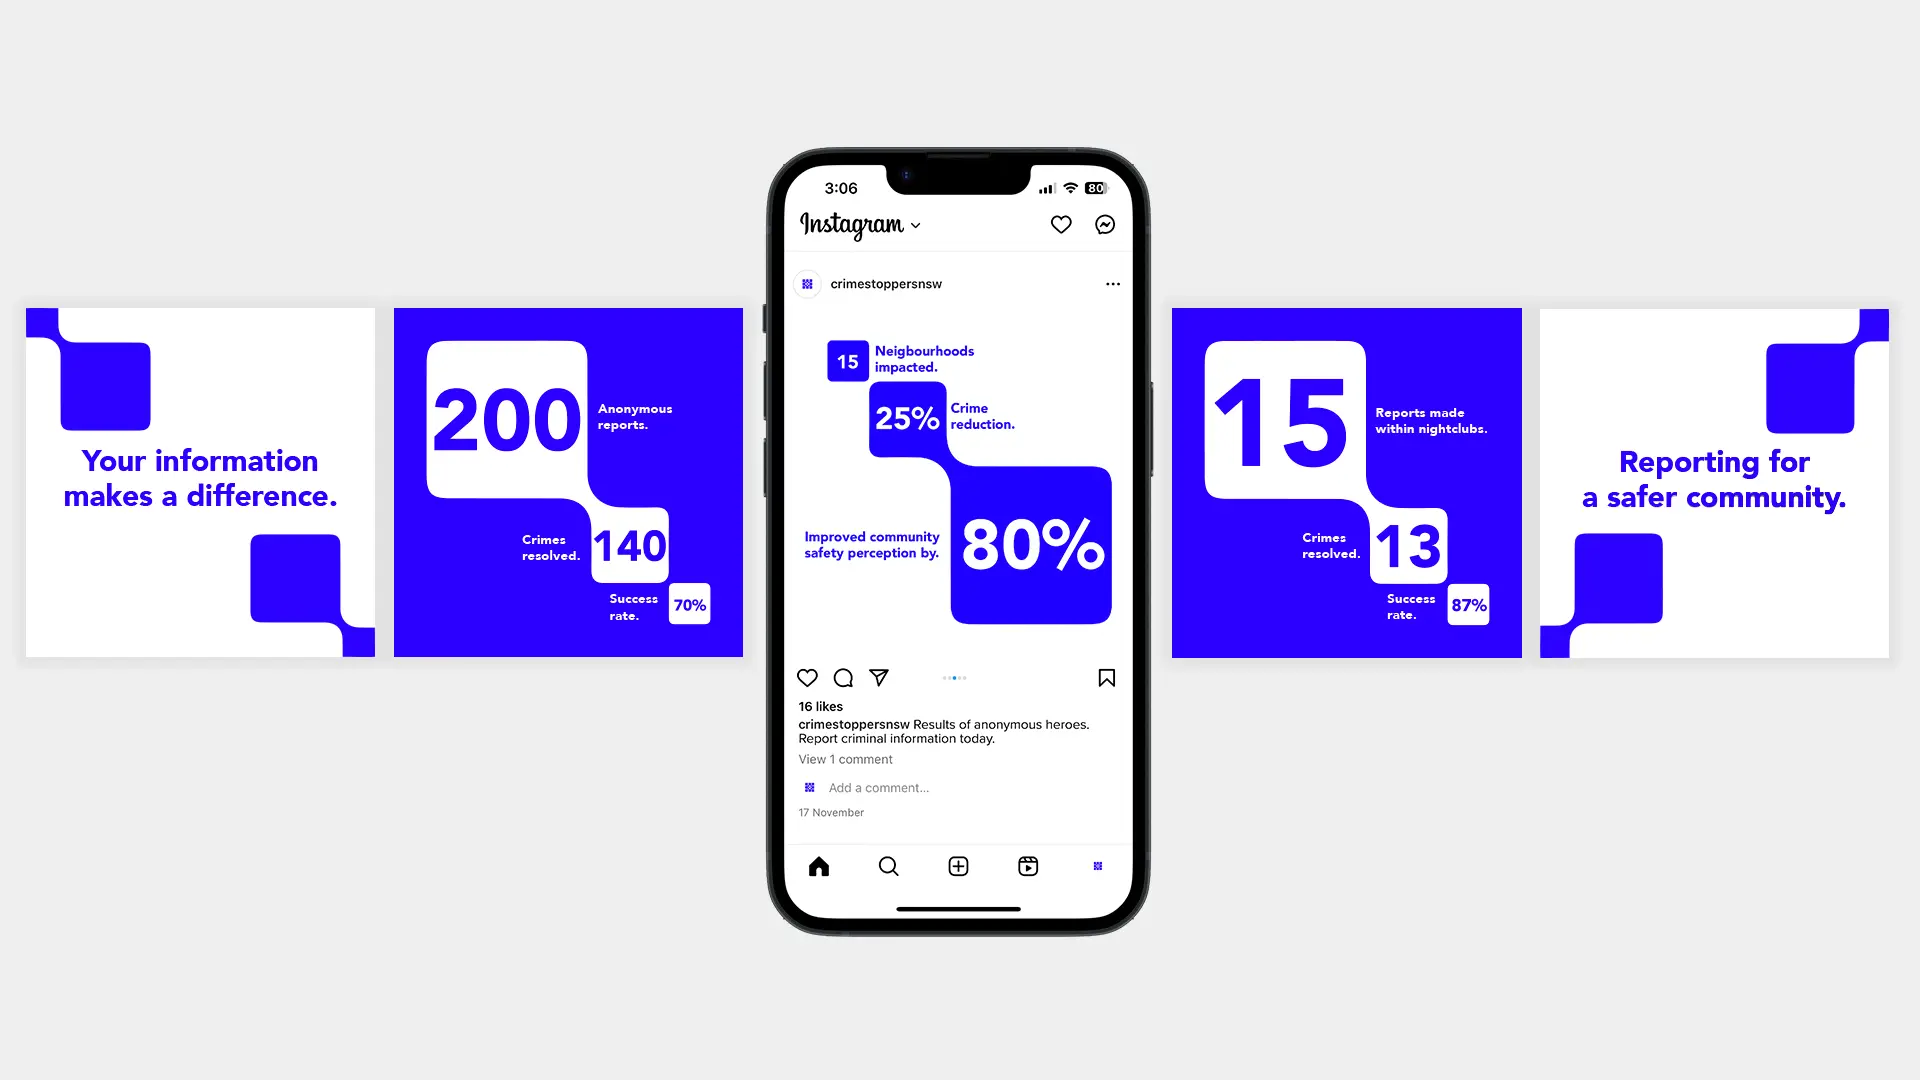 Your information
makes a difference.
200
Anonymous
reports.
Crimes
resolved.
140
Success
rate.
70%
3:06
80
Instagram
crimestoppersnsw
15
Neigbourhoods
impacted.
25%
Crime
reduction.
Improved community
safety perception by.
80%
16 likes
crimestoppersnsw Results of anonymous heroes.
Report criminal information today.
View 1 comment
Add a comment...
17 November
15
Reports made
within nightclubs.
Crimes
resolved.
13
Success
rate.
87%
Reporting for
a safer community.